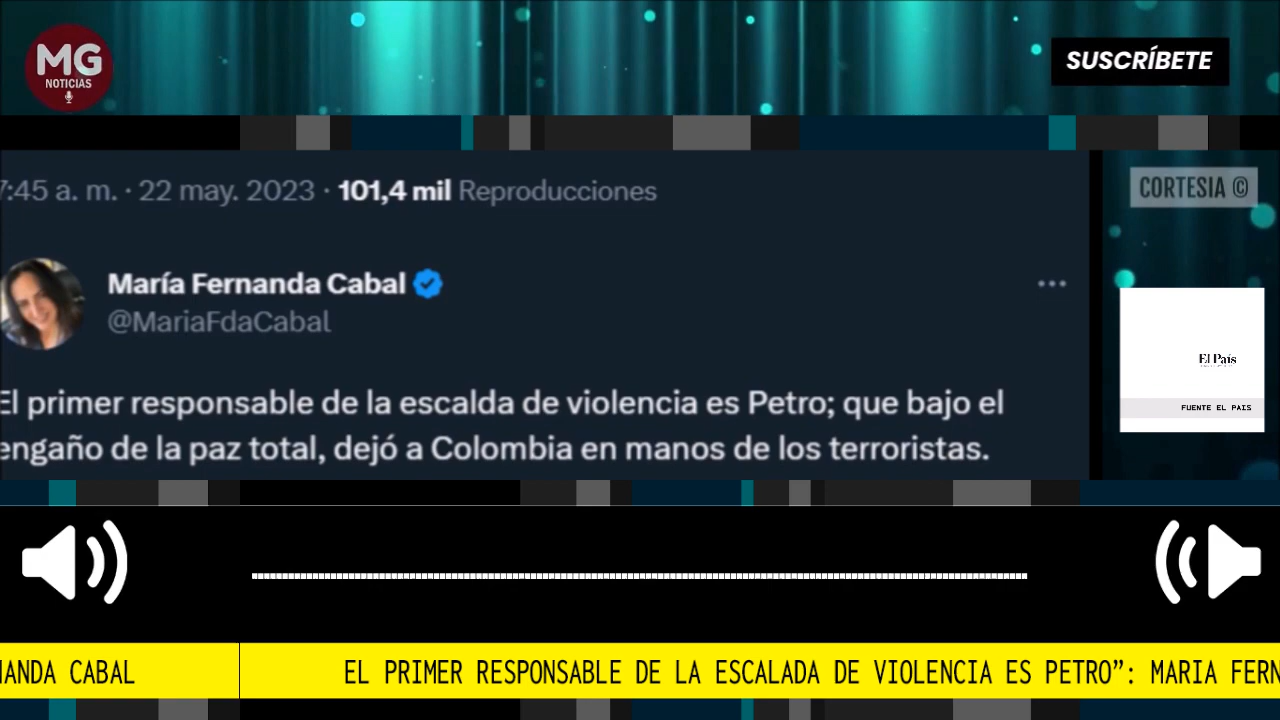 MG
NOTICIAS
SUSCRÍBETE
CORTESIA ©
7:45 a. m. · 22 may. 2023 · 101,4 mil Reproducciones
María Fernanda Cabal
@MariaFdaCabal
El primer responsable de la escalda de violencia es Petro; que bajo el
engaño de la paz total, dejó a Colombia en manos de los terroristas.
El País
FUENTE EL PAIS
NANDA CABAL
EL PRIMER RESPONSABLE DE LA ESCALADA DE VIOLENCIA ES PETRO”: MARIA FERN